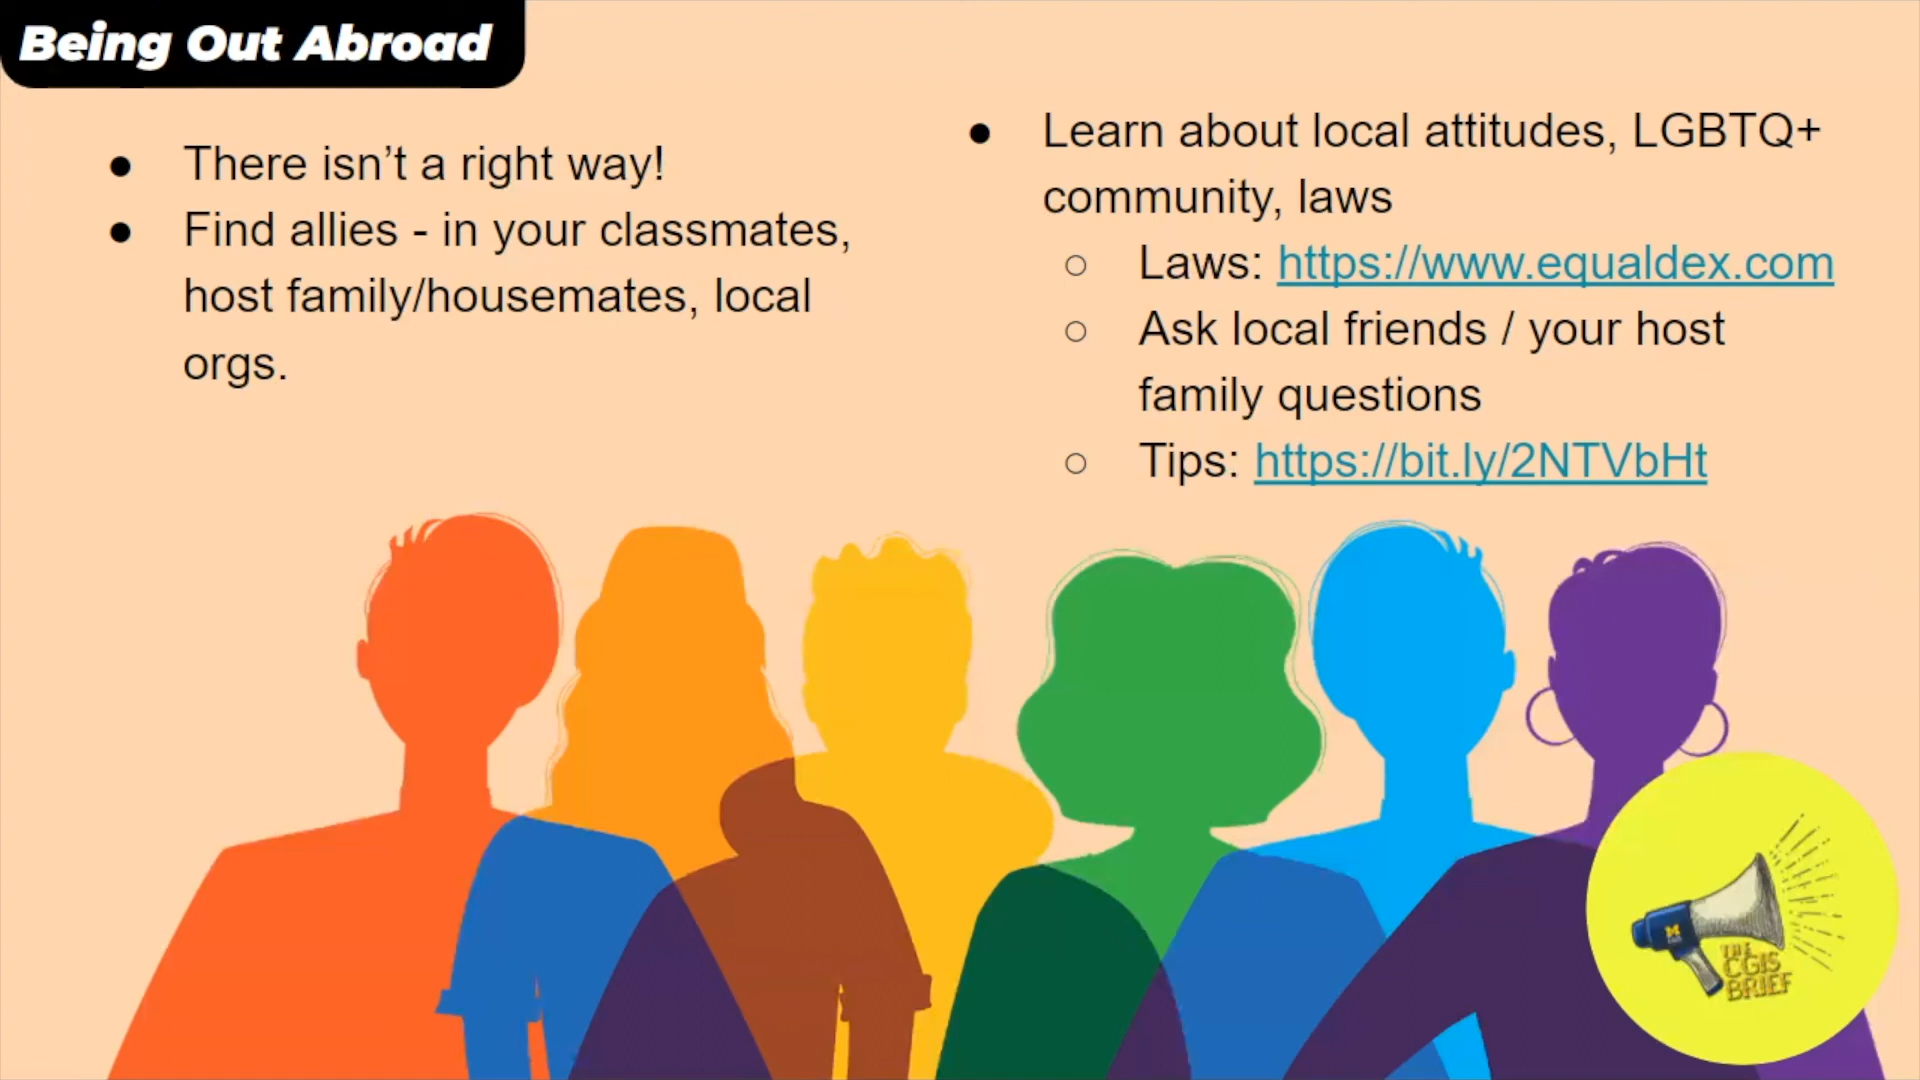 Being Out Abroad
● There isn’t a right way!
● Find allies - in your classmates,
host family/housemates, local
orgs.
● Learn about local attitudes, LGBTQ+
community, laws
○ Laws: https://www.equaldex.com
○ Ask local friends / your host
family questions
○ Tips: https://bit.ly/2NTVbHt
M
THE
CGIS
BRIEF